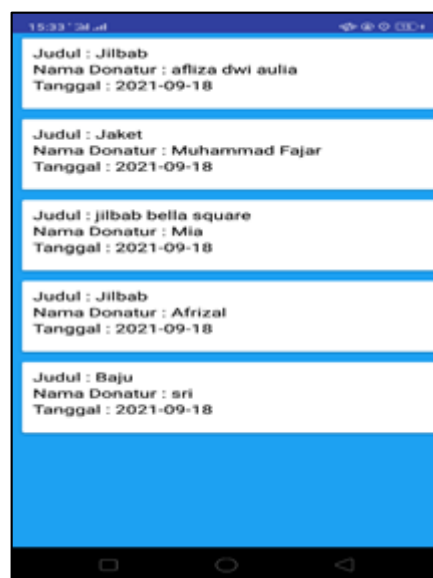 15:33
Judul : Jilbab
Nama Donatur : afliza dwi aulia
Tanggal : 2021-09-18
Judul : Jaket
Nama Donatur : Muhammad Fajar
Tanggal : 2021-09-18
Judul : jilbab bella square
Nama Donatur : Mia
Tanggal : 2021-09-18
Judul : Jilbab
Nama Donatur : Afrizal
Tanggal : 2021-09-18
Judul : Baju
Nama Donatur : sri
Tanggal : 2021-09-18